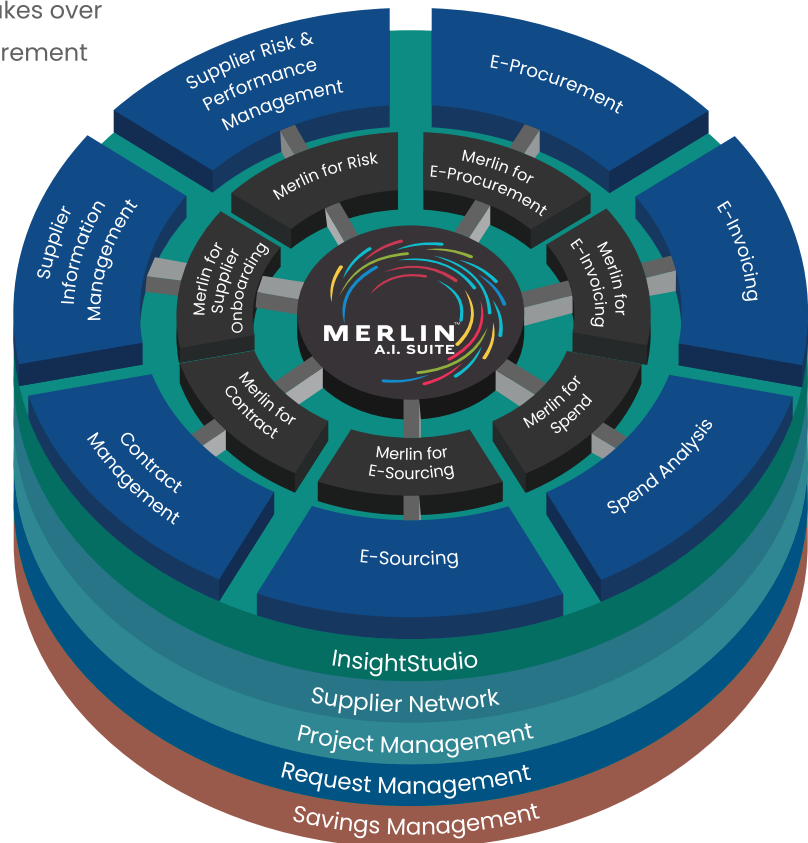 akes over
rement
Supplier Risk &
Performance
Management
E-Procurement
Supplier
Information
Management
E-Invoicing
Merlin for Risk
Merlin for
E-Procurement
Merlin for
Supplier
Onboarding
Merlin for
E-Invoicing
MERLIN™
A.I. SUITE
Merlin for
Contract
Merlin for
Spend
Merlin for
E-Sourcing
Contract
Management
Spend Analysis
E-Sourcing
InsightStudio
Supplier Network
Project Management
Request Management
Savings Management